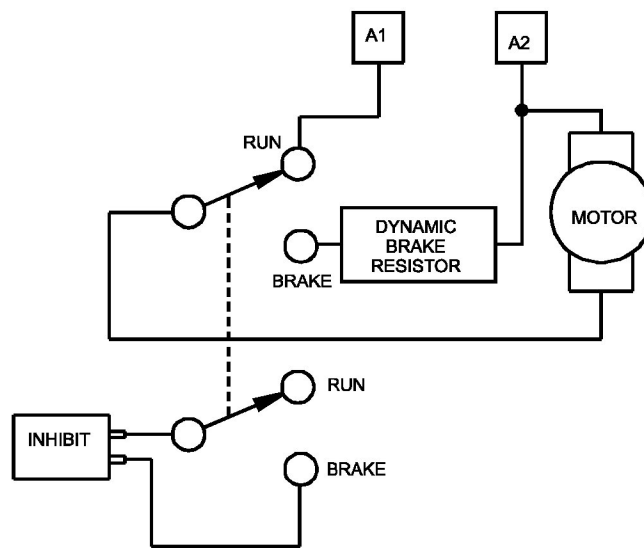 A1
A2
RUN
MOTOR
DYNAMIC
BRAKE
RESISTOR
BRAKE
RUN
INHIBIT
BRAKE